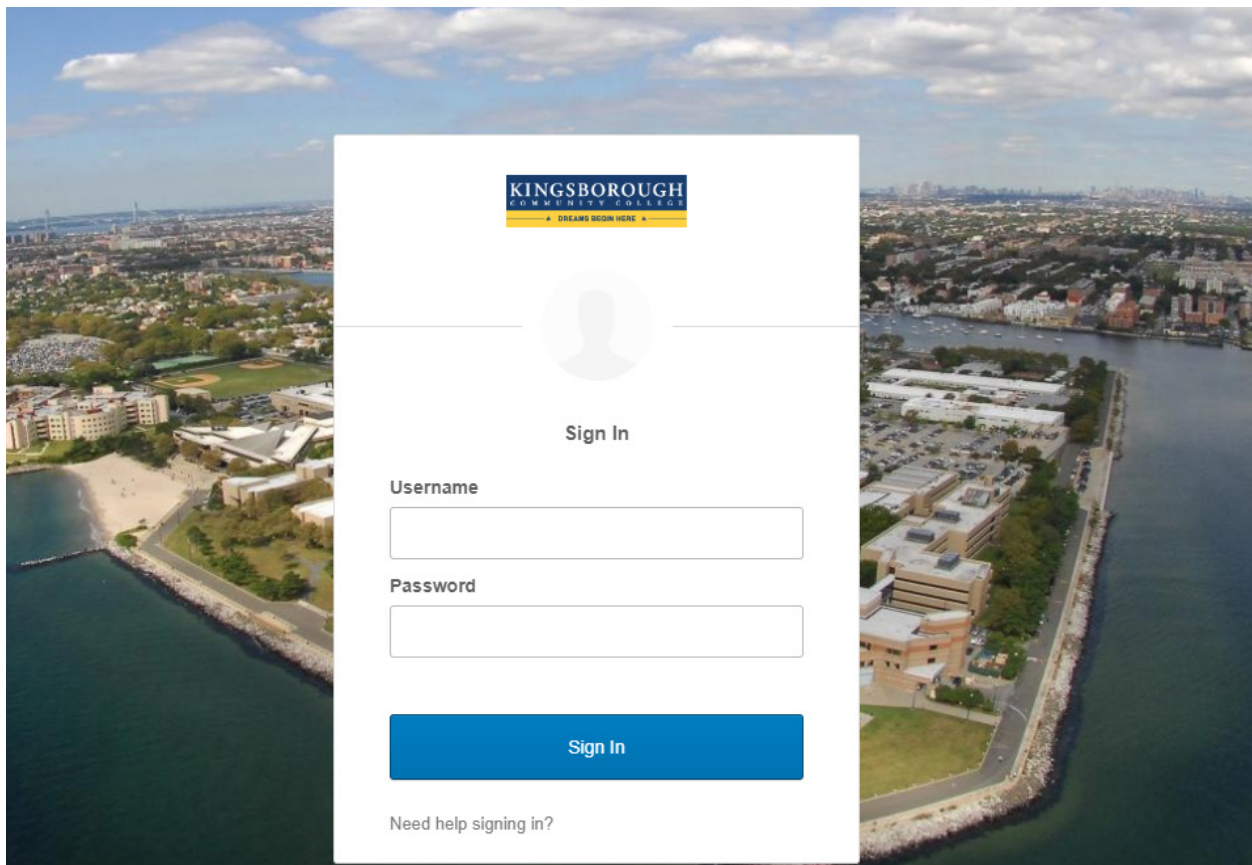 KINGSBOROUGH
COMMUNITY COLLEGE
DREAMS BEGIN HERE
Sign In
Username
Password
Sign In
Need help signing in?